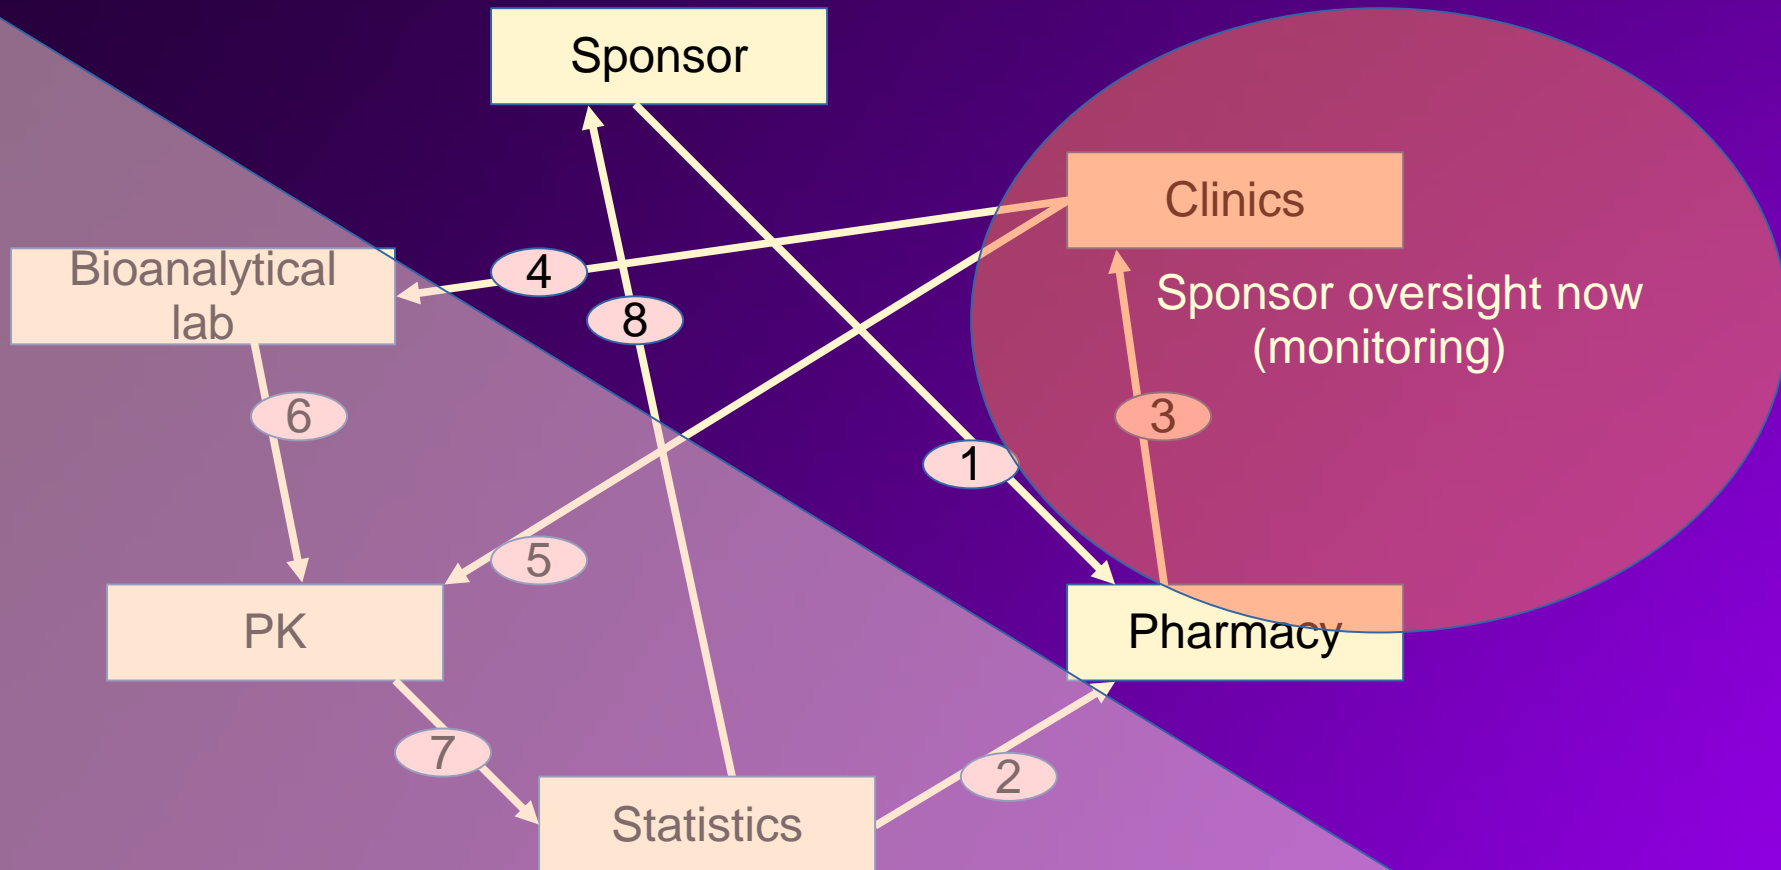 Sponsor
Clinics
Bioanalytical
lab
4
Sponsor oversight now
(monitoring)
8
6
3
1
5
PK
Pharmacy
7
2
Statistics